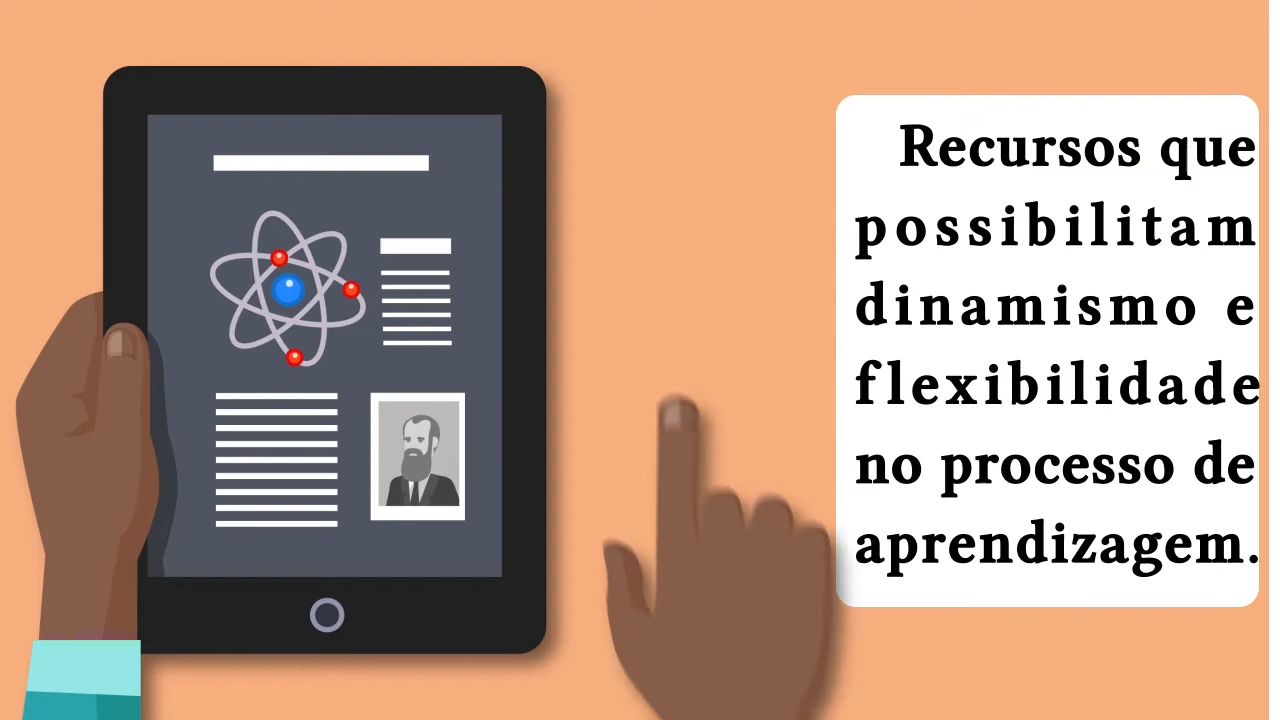 Recursos que
possibilitam
dinamismo e
flexibilidade
no processo de
aprendizagem.